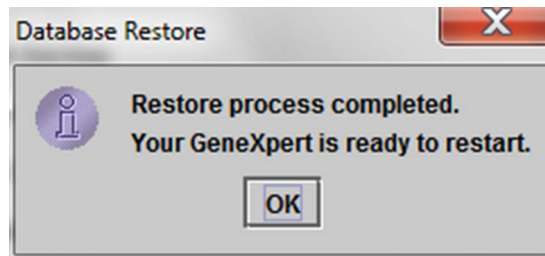 Database Restore
Restore process completed.
Your GeneXpert is ready to restart.
OK